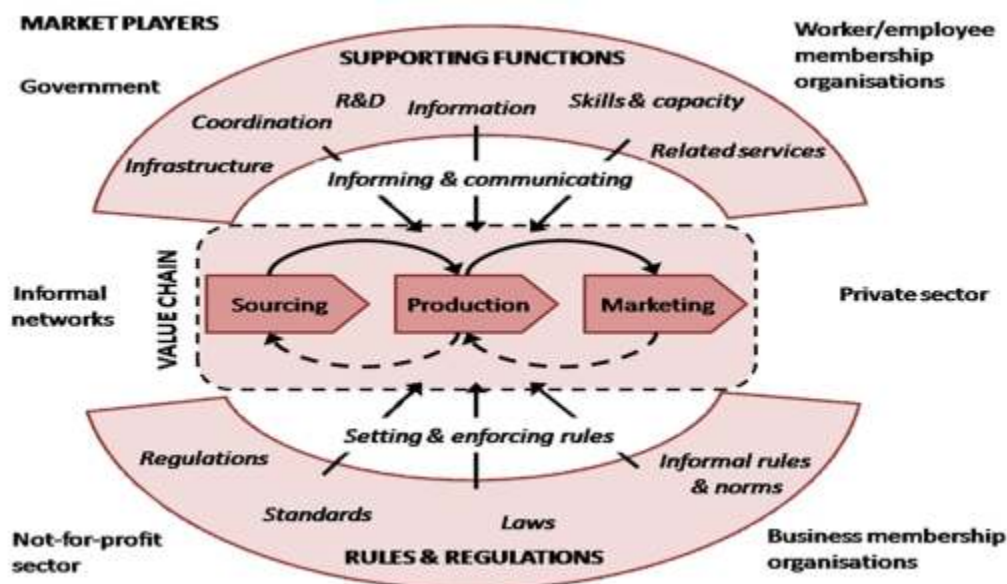 MARKET PLAYERS
Government
Worker/employee
membership
organisations
SUPPORTING FUNCTIONS
Infrastructure
Coordination
R&D
Information
Skills & capacity
Related services
Informing & communicating
Informal
networks
VALUE CHAIN
Sourcing
Production
Marketing
Private sector
Setting & enforcing rules
Regulations
Standards
Laws
Informal rules
& norms
RULES & REGULATIONS
Not-for-profit
sector
Business membership
organisations